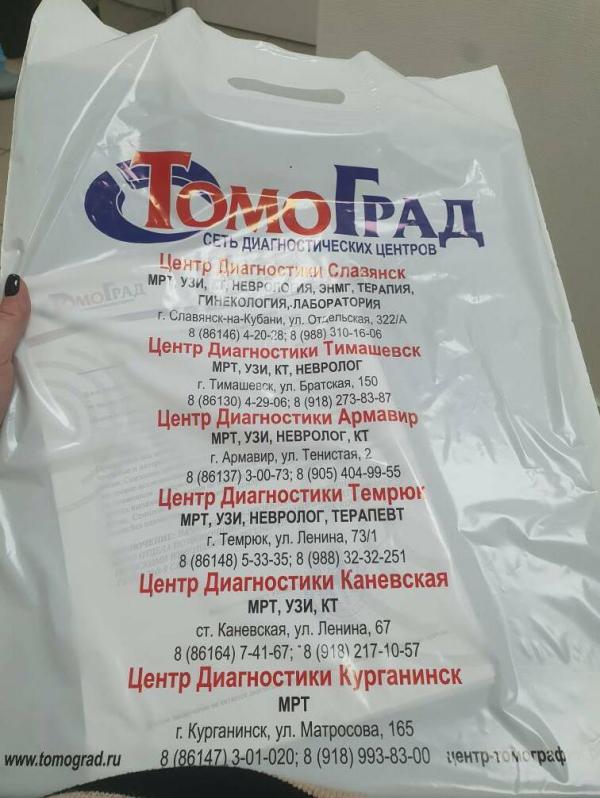 ТОМОГРАД
СЕТЬ ДИАГНОСТИЧЕСКИХ ЦЕНТРОВ
Центр Диагностики Славянск
МРТ, УЗИ, КТ, НЕВРОЛОГИЯ, ЭНМГ, ТЕРАПИЯ,
ГИНЕКОЛОГИЯ, ЛАБОРАТОРИЯ
г. Славянск-на-Кубани, ул. Отдельская, 322/А
8 (86146) 4-20-28; 8 (988) 310-16-06
Центр Диагностики Тимашевск
МРТ, УЗИ, КТ, НЕВРОЛОГ
г. Тимашевск, ул. Братская, 150
8 (86130) 4-29-06; 8 (918) 273-83-87
Центр Диагностики Армавир
МРТ, УЗИ, НЕВРОЛОГ, КТ
г. Армавир, ул. Тенистая, 2
8 (86137) 3-00-73; 8 (905) 404-99-55
Центр Диагностики Темрюк
МРТ, УЗИ, НЕВРОЛОГ, ТЕРАПЕВТ
г. Темрюк, ул. Ленина, 73/1
8 (86148) 5-33-35; 8 (988) 32-32-251
Центр Диагностики Каневская
МРТ, УЗИ, КТ
ст. Каневская, ул. Ленина, 67
8 (86164) 7-41-67; 8 (918) 217-10-57
Центр Диагностики Курганинск
МРТ
г. Курганинск, ул. Матросова, 165
8 (86147) 3-01-020; 8 (918) 993-83-00
www.tomograd.ru
центр-томограф
ТОМОГРАД